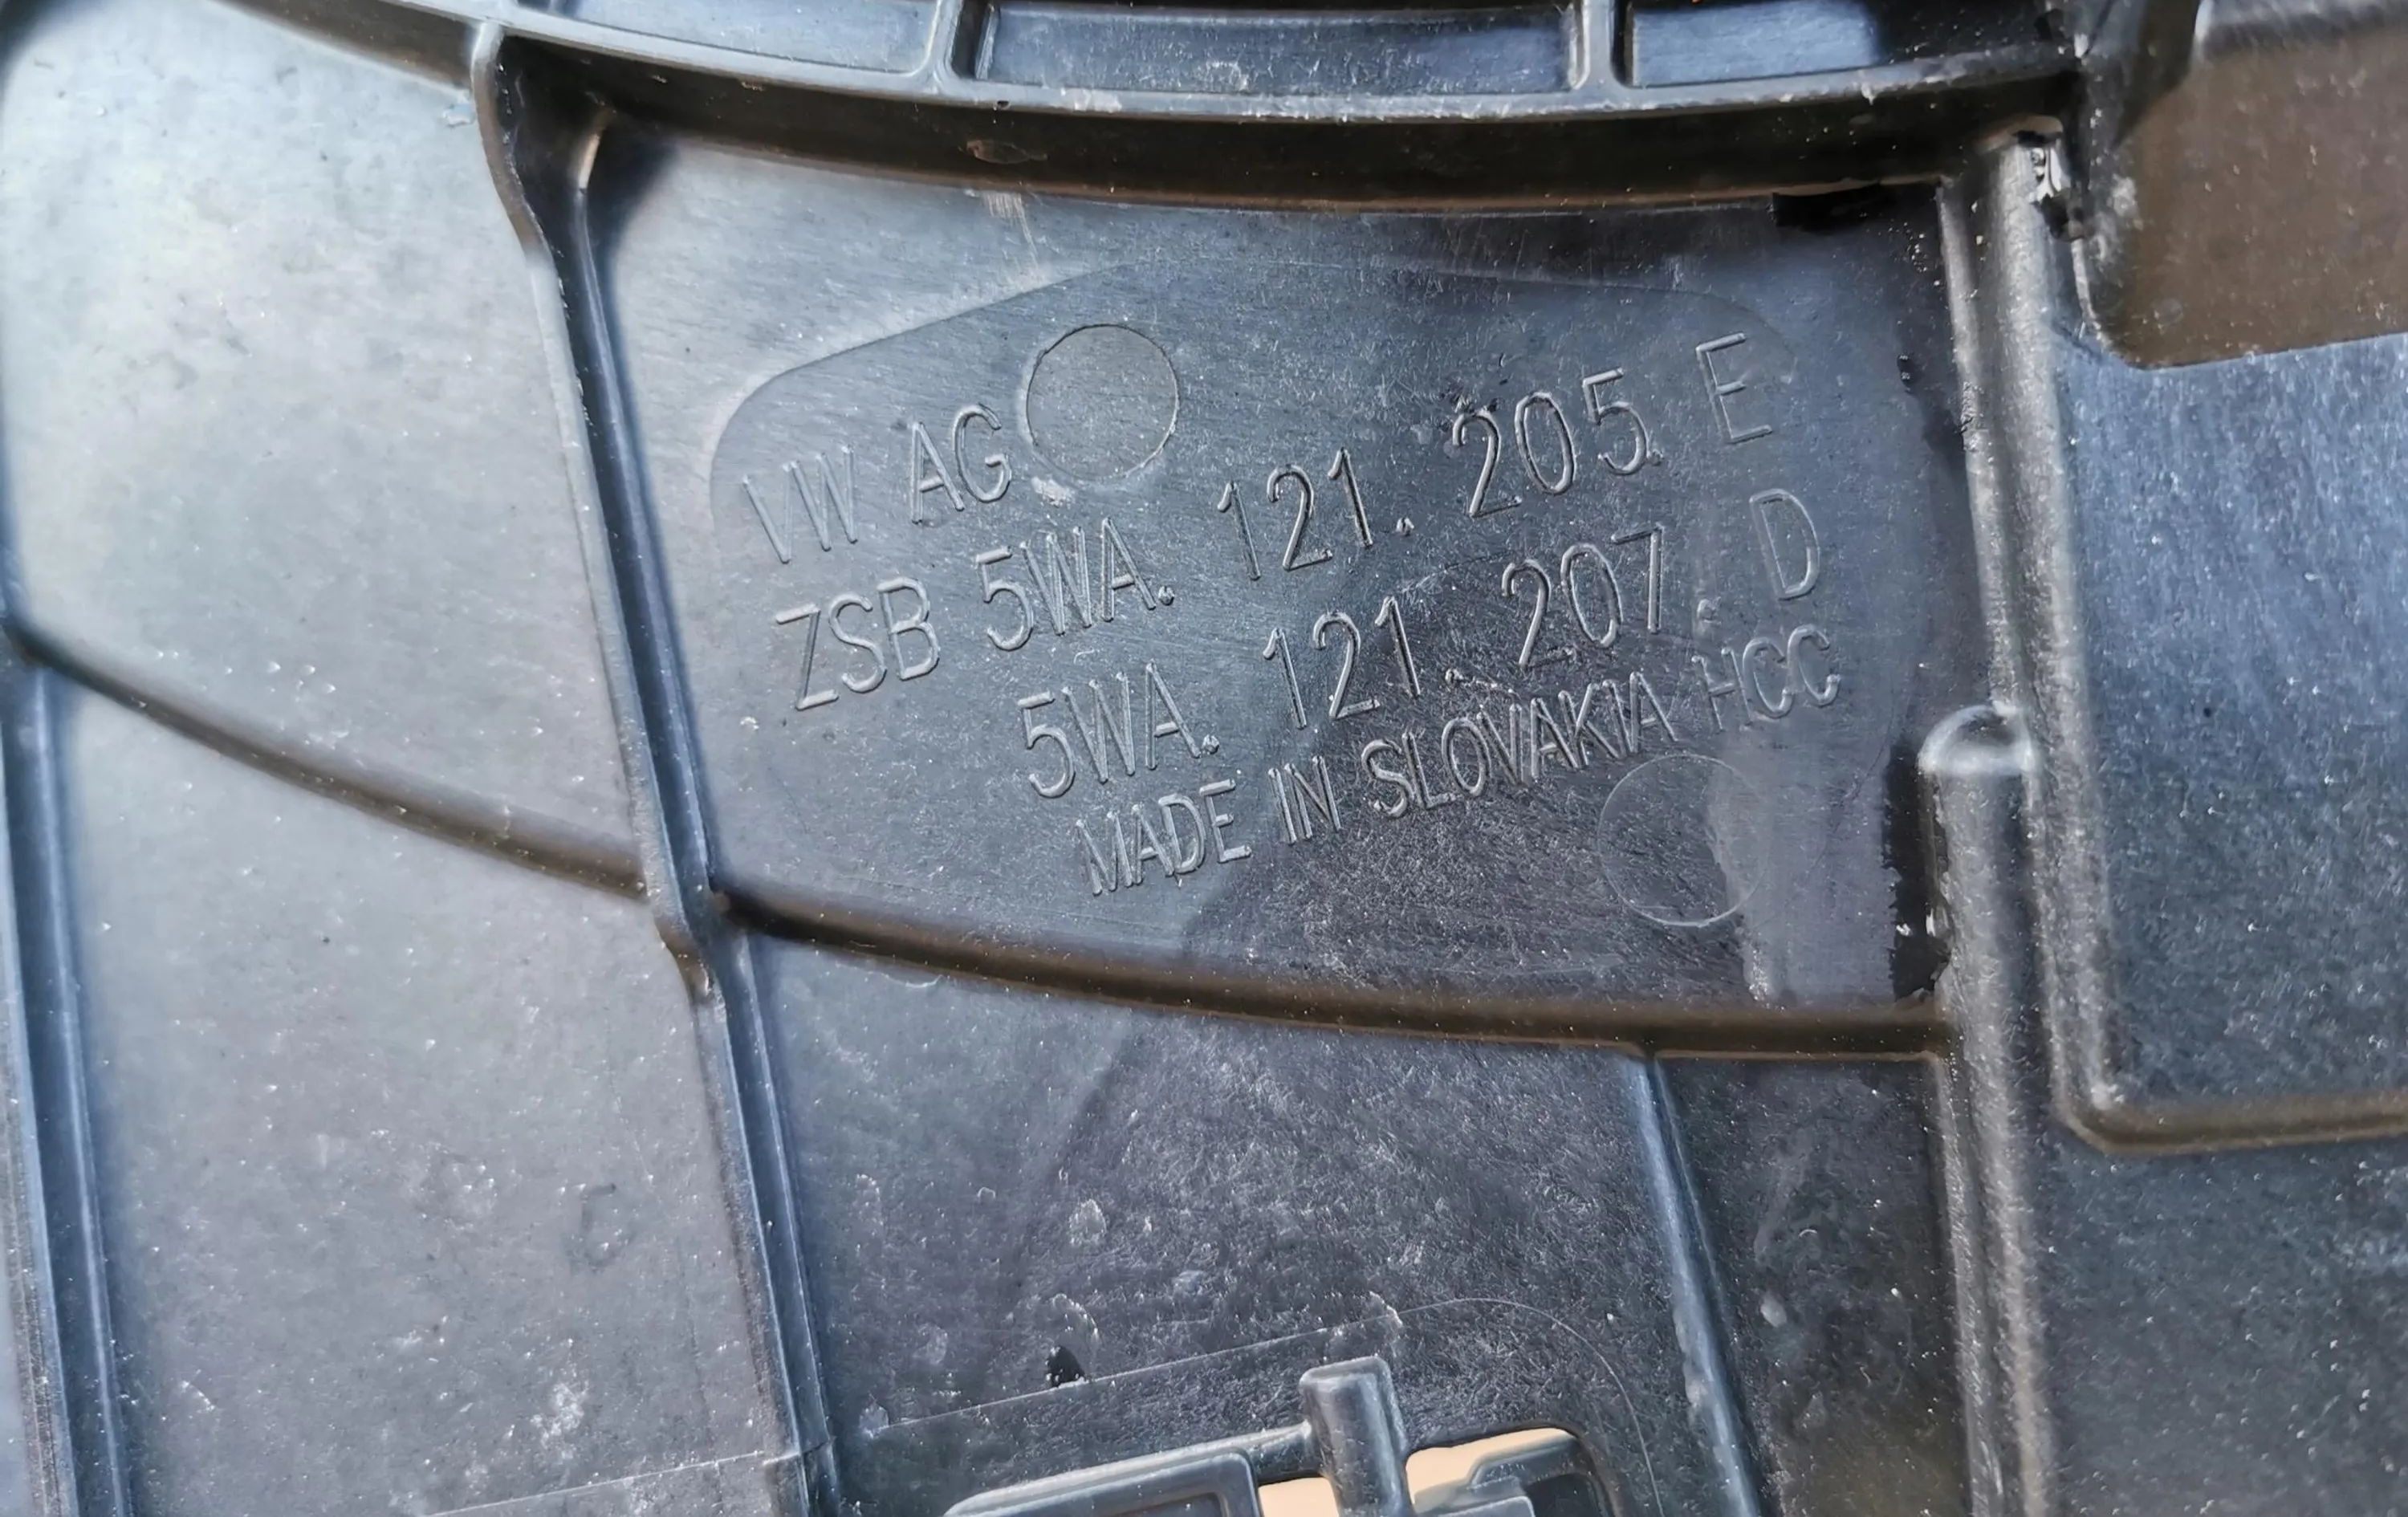 VW AG
ZSB 5WA. 121. 205. E
5WA. 121. 207. D
MADE IN SLOVAKIA HCC